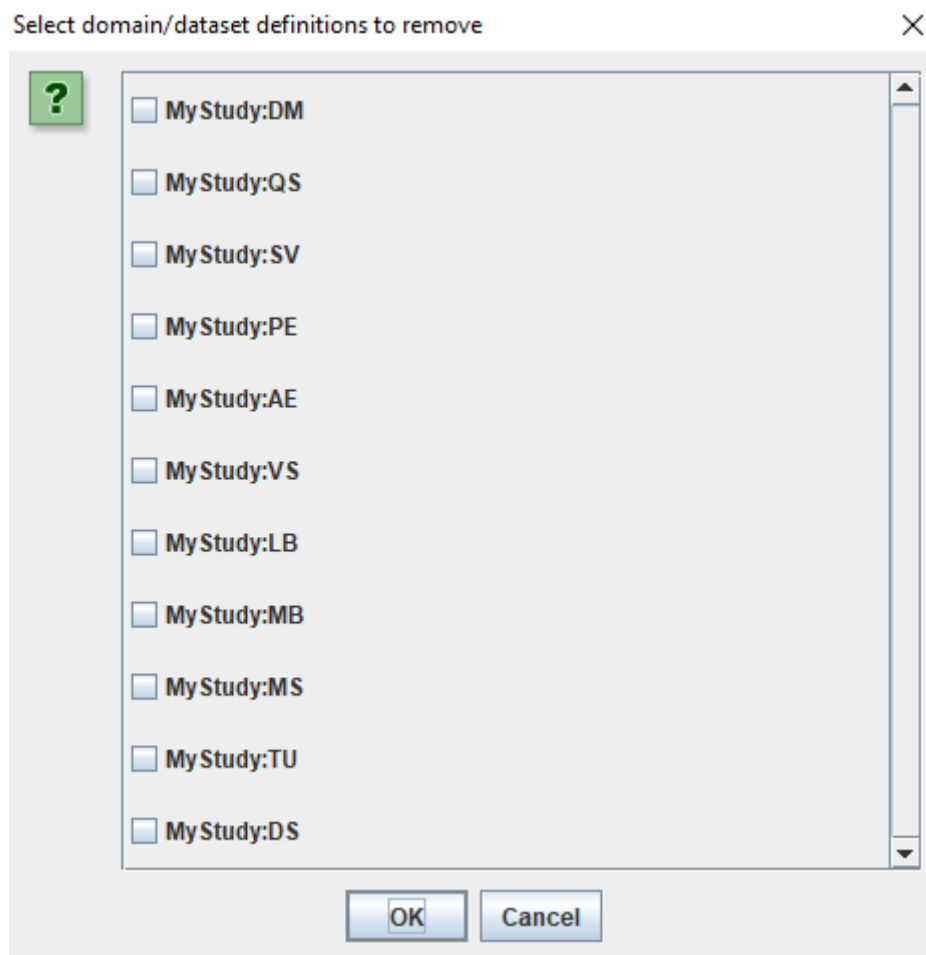 Select domain/dataset definitions to remove
?
MyStudy:DM
MyStudy:QS
MyStudy:SV
MyStudy:PE
MyStudy:AE
MyStudy:VS
MyStudy:LB
MyStudy:MB
MyStudy:MS
MyStudy:TU
MyStudy:DS
OK Cancel